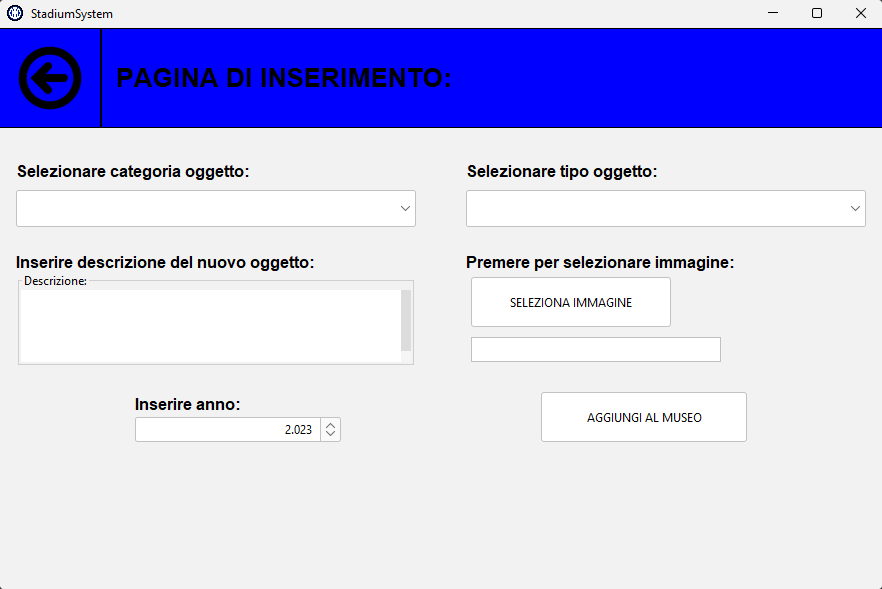 StadiumSystem
PAGINA DI INSERIMENTO:
Selezionare categoria oggetto:
Selezionare tipo oggetto:
Inserire descrizione del nuovo oggetto:
Descrizione:
Premere per selezionare immagine:
SELEZIONA IMMAGINE
Inserire anno:
2.023
AGGIUNGI AL MUSEO